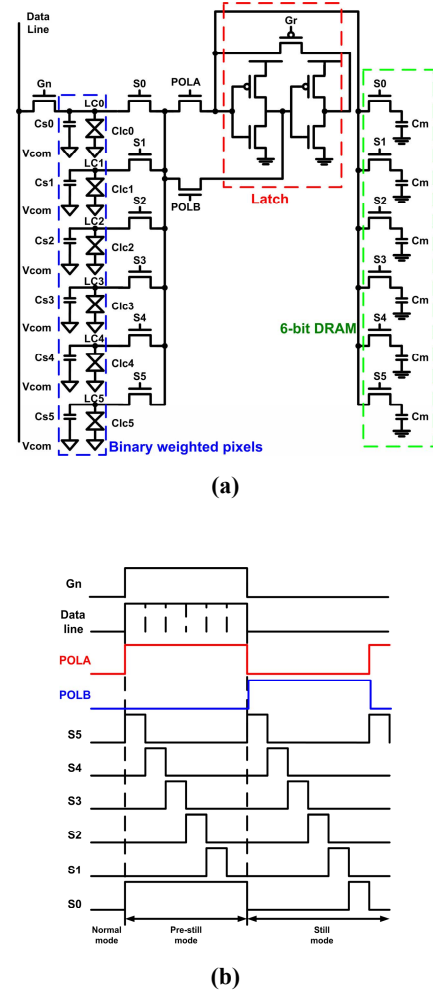 Data
Line
Gr
Gn
LC0
S0
POLA
S0
Cs0
Clc0
Cm
Vcom
S1
LC1
S1
Cs1
Clc1
POLB
Latch
Cm
Vcom
S2
LC2
S2
Cs2
Clc2
Cm
Vcom
S3
LC3
S3
Cs3
Clc3
Cm
Vcom
S4
6-bit DRAM
LC4
S4
Cs4
Clc4
Cm
Vcom
S5
LC5
S5
Cs5
Clc5
Cm
Vcom
Binary weighted pixels
(a)
Gn
Data
line
POLA
POLB
S5
S4
S3
S2
S1
S0
Normal
mode
Pre-still
mode
Still
mode
(b)